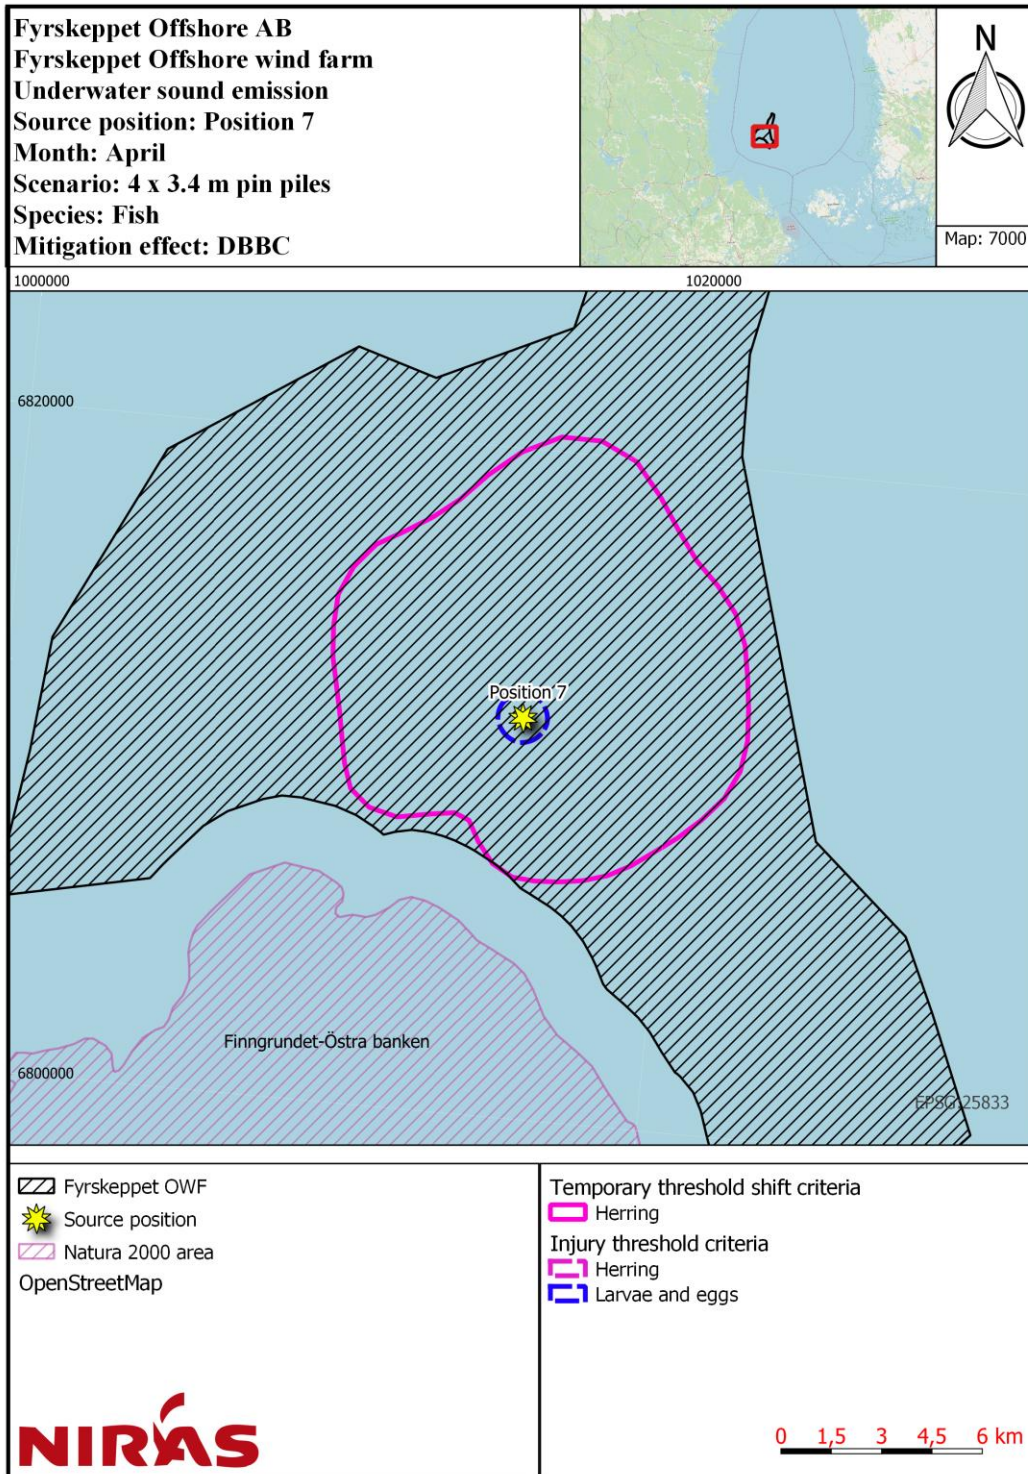 Fyrskeppet Offshore AB
Fyrskeppet Offshore wind farm
Underwater sound emission
Source position: Position 7
Month: April
Scenario: 4 x 3.4 m pin piles
Species: Fish
Mitigation effect: DBBC
N
Map: 7000
1000000
1020000
6820000
Position 7
Finngrundet-Östra banken
6800000
EPSG:25833
Fyrskeppet OWF
Source position
Natura 2000 area
OpenStreetMap
Temporary threshold shift criteria
Herring
Injury threshold criteria
Herring
Larvae and eggs
NIRAS
0 1,5 3 4,5 6 km